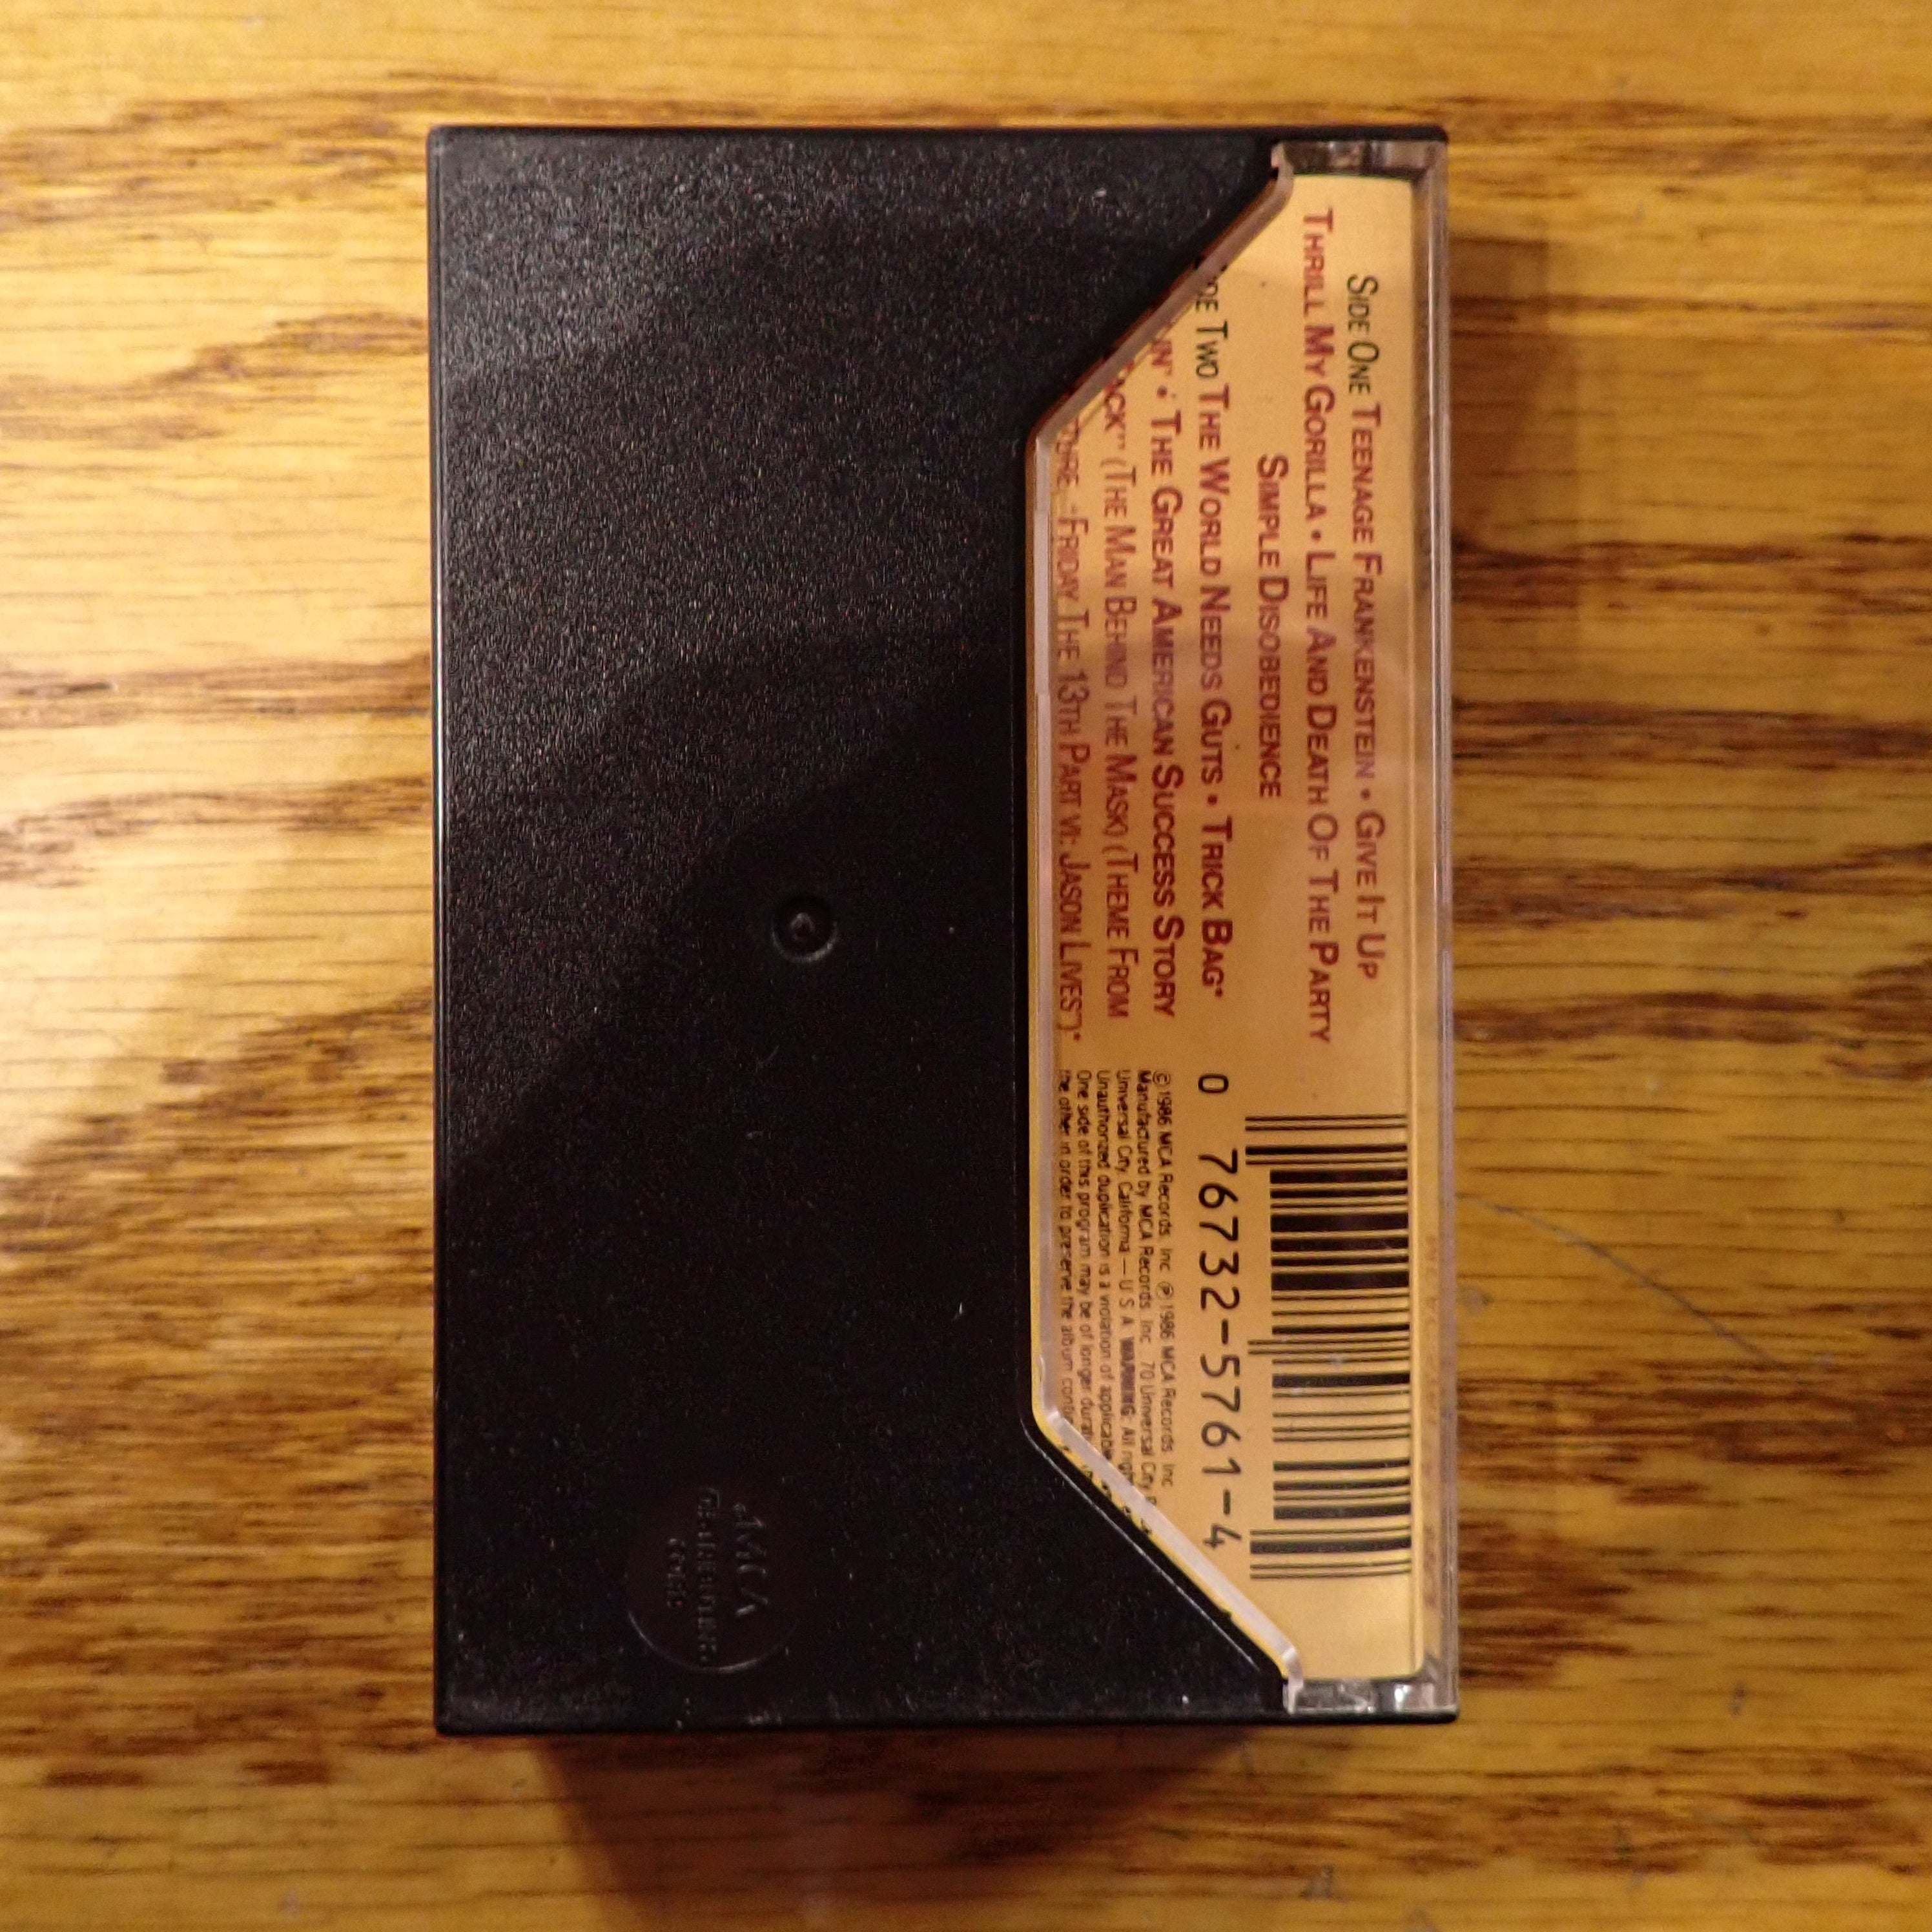 SIDE ONE TEENAGE FRANKENSTEIN • GIVE IT UP
THRILL MY GORILLA • LIFE AND DEATH OF THE PARTY
SIMPLE DISOBEDIENCE
TWO THE WORLD NEEDS GUTS • TRICK BAG*
IN' • THE GREAT AMERICAN SUCCESS STORY
(THE MAN BEHIND THE MASK) (THEME FROM
-FRIDAY THE 13TH PART VI: JASON LIVES")*
0 76732-5761-4
© 1986 MCA Records, Inc. ℗ 1986 MCA Records, Inc.
Manufactured by MCA Records, Inc., 70 Universal City
Universal City, California — U.S.A. WARNING: All
Unauthorized duplication is a violation of applicable
One side of this program may be of longer
the other in order to preserve the album
MCA